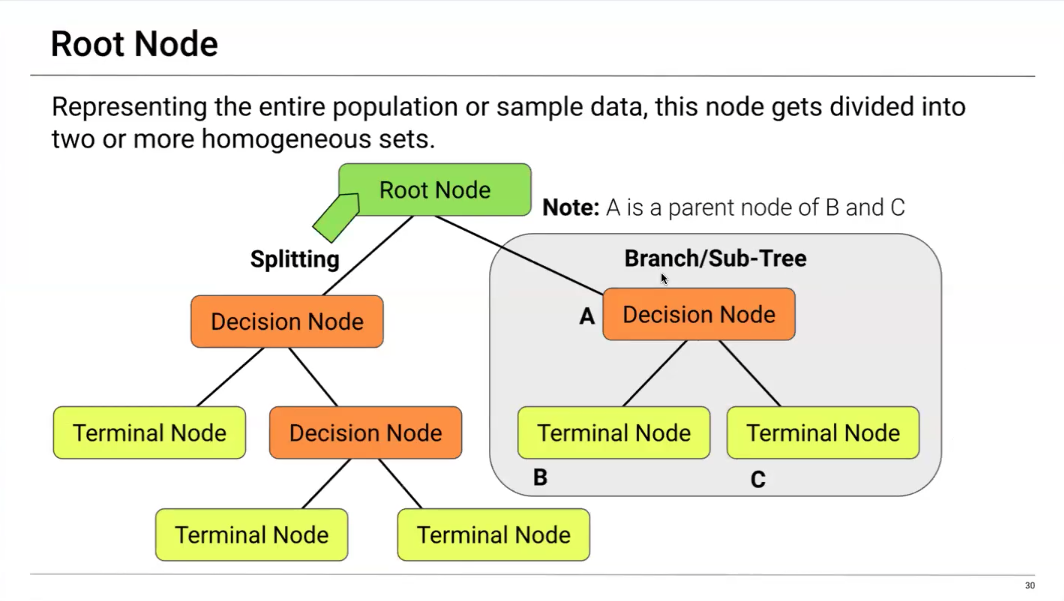 Root Node
Representing the entire population or sample data, this node gets divided into
two or more homogeneous sets.
Root Node
Note: A is a parent node of B and C
Splitting
Branch/Sub-Tree
Decision Node
A
Decision Node
Terminal Node
Decision Node
Terminal Node
Terminal Node
B
C
Terminal Node
Terminal Node
30